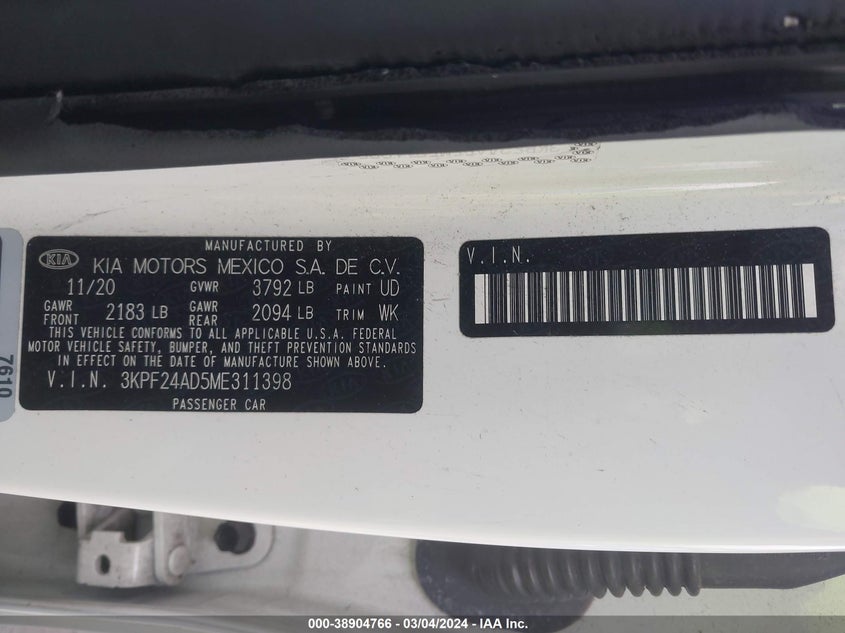 MANUFACTURED BY
KIA KIA MOTORS MEXICO S.A. DE C.V.
11/20 GVWR 3792 LB PAINT UD
GAWR FRONT 2183 LB GAWR REAR 2094 LB TRIM WK
THIS VEHICLE CONFORMS TO ALL APPLICABLE U.S.A. FEDERAL
MOTOR VEHICLE SAFETY, BUMPER, AND THEFT PREVENTION STANDARDS
IN EFFECT ON THE DATE OF MANUFACTURE SHOWN ABOVE.
V.I.N. 3KPF24AD5ME311398
PASSENGER CAR
V.I.N.
7610
000-38904766 - 03/04/2024 - IAA Inc.